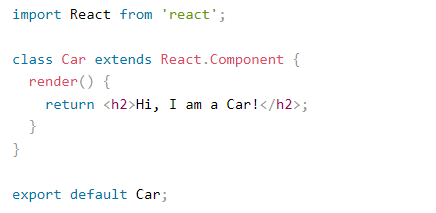 import React from 'react';

class Car extends React.Component {
  render() {
    return <h2>Hi, I am a Car!</h2>;
  }
}

export default Car;